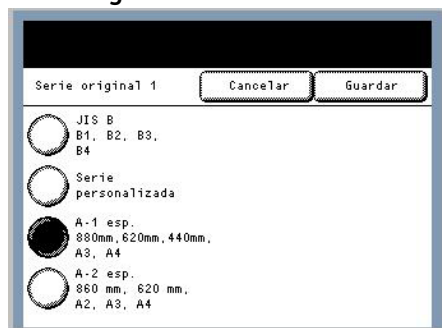 Serie original 1
Cancelar
Guardar
JIS B
B1, B2, B3,
B4
Serie
personalizada
A-1 esp.
880mm,620mm,440mm,
A3, A4
A-2 esp.
860 mm, 620 mm,
A2, A3, A4